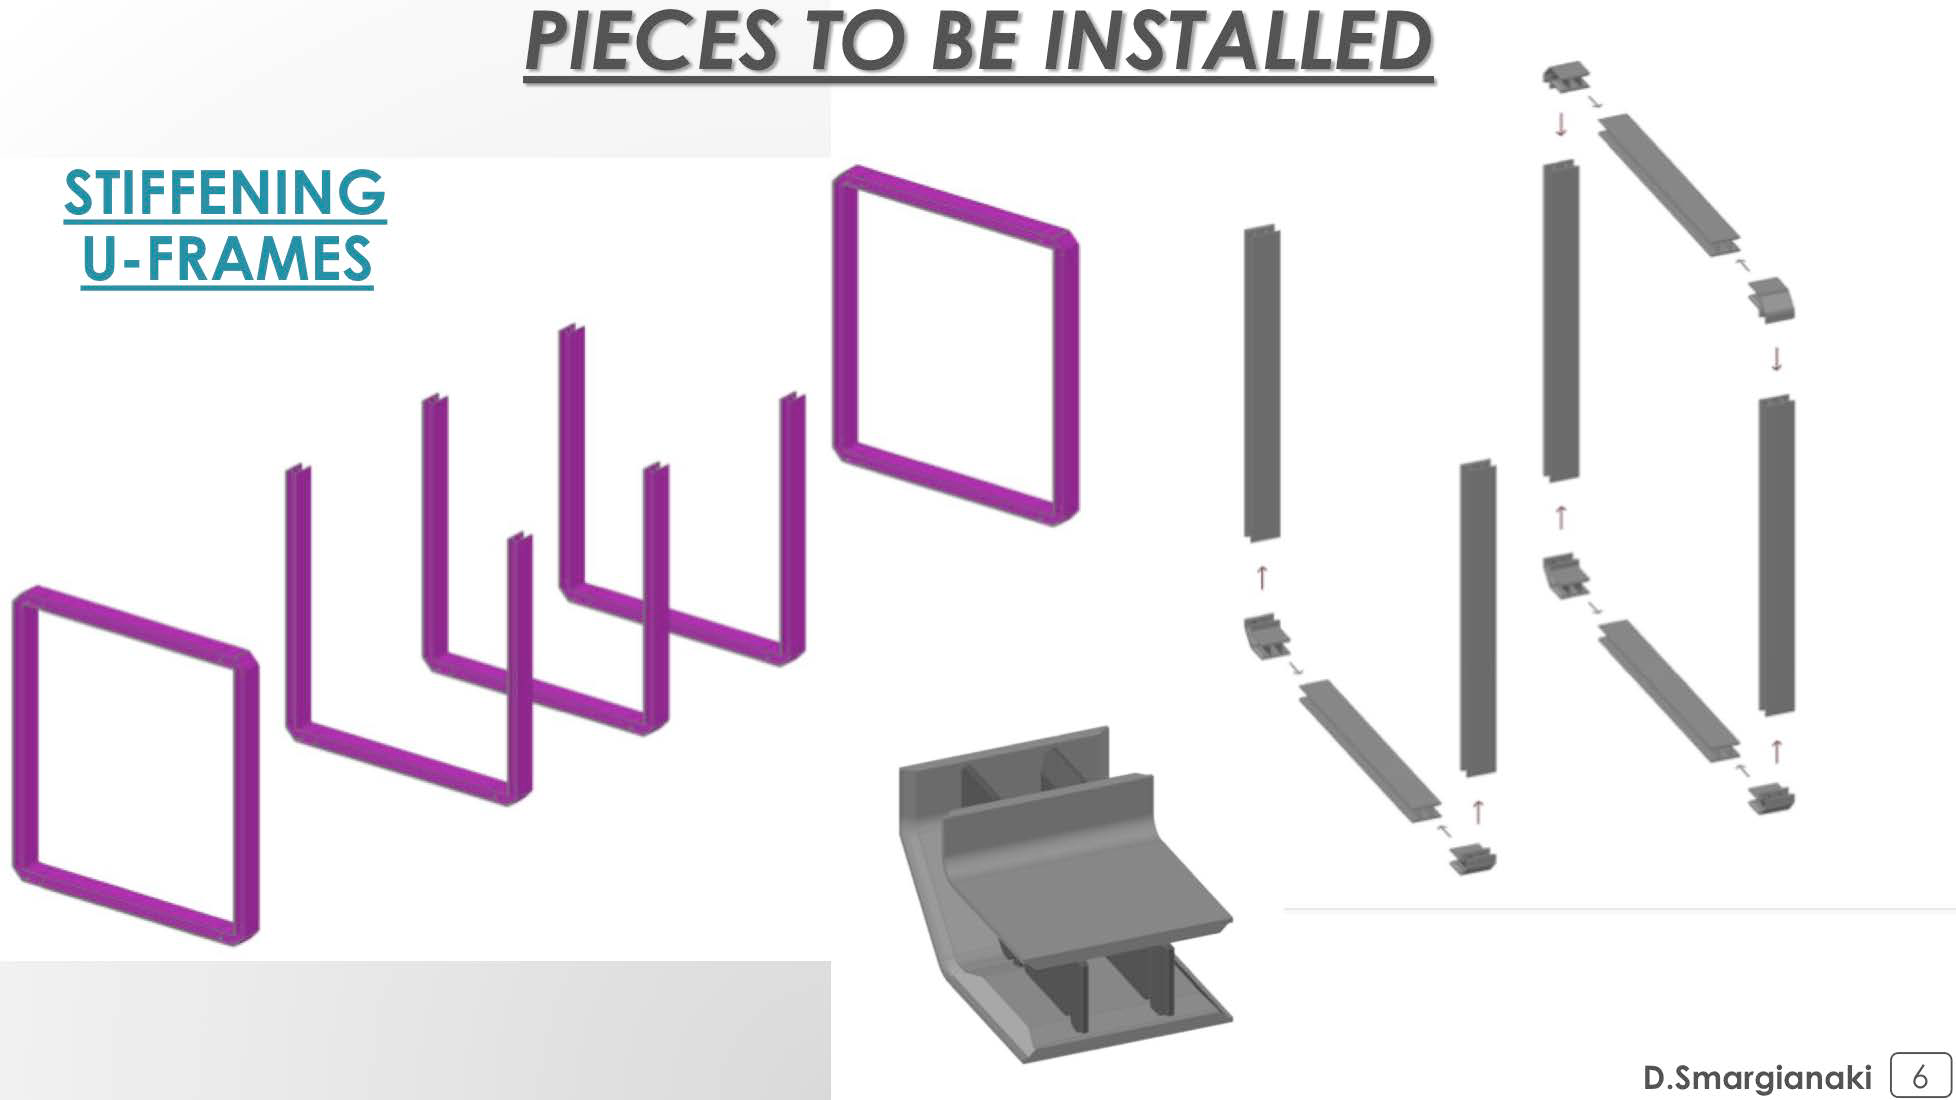 PIECES TO BE INSTALLED
STIFFENING
U-FRAMES
D.Smargianaki
6